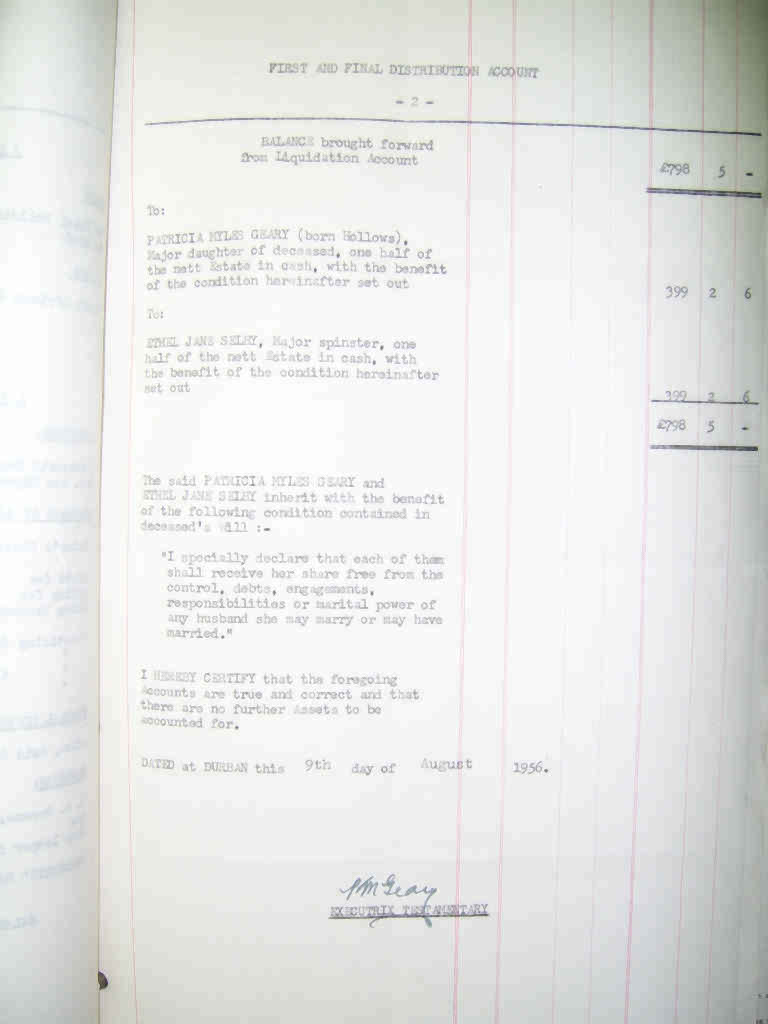 FIRST AND FINAL DISTRIBUTION ACCOUNT
- 2 -
BALANCE brought forward
from Liquidation Account
£798 5 -
To:
PATRICIA MYLES GEARY (born Hollows),
Major daughter of deceased, one half of
the nett Estate in cash, with the benefit
of the condition hereinafter set out
399 2 6
To:
ETHEL JANE SELBY, Major spinster, one
half of the nett Estate in cash, with
the benefit of the condition hereinafter
set out
399 2 6
£798 5 -
The said PATRICIA MYLES GEARY and
ETHEL JANE SELBY inherit with the benefit
of the following condition contained in
deceased's Will :-
"I specially declare that each of them
shall receive her share free from the
control, debts, engagements,
responsibilities or marital power of
any husband she may marry or may have
married."
I HEREBY CERTIFY that the foregoing
Accounts are true and correct and that
there are no further Assets to be
accounted for.
DATED at DURBAN this 9th day of August 1956.
P M Geary
EXECUTRIX TESTAMENTARY